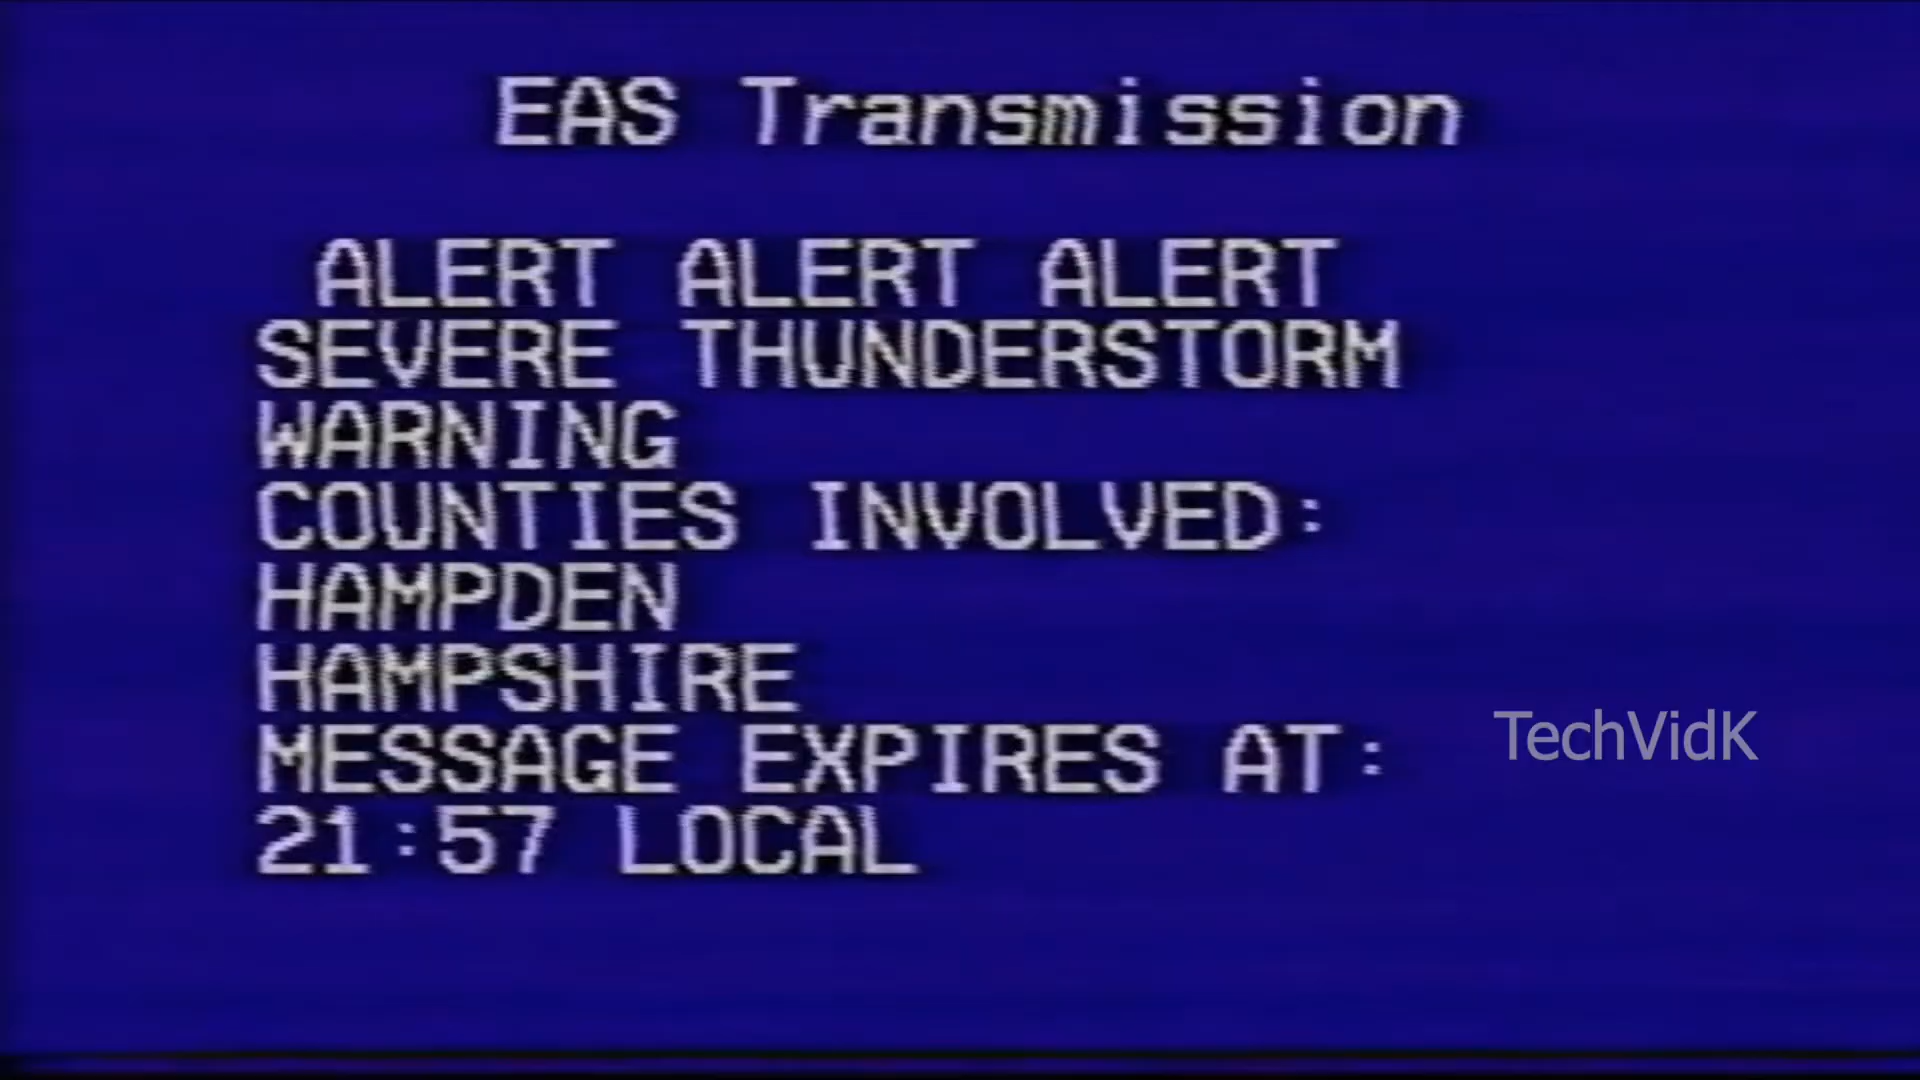 EAS Transmission
ALERT ALERT ALERT
SEVERE THUNDERSTORM
WARNING
COUNTIES INVOLVED:
HAMPDEN
HAMPSHIRE
MESSAGE EXPIRES AT:
TechVidK
21:57 LOCAL